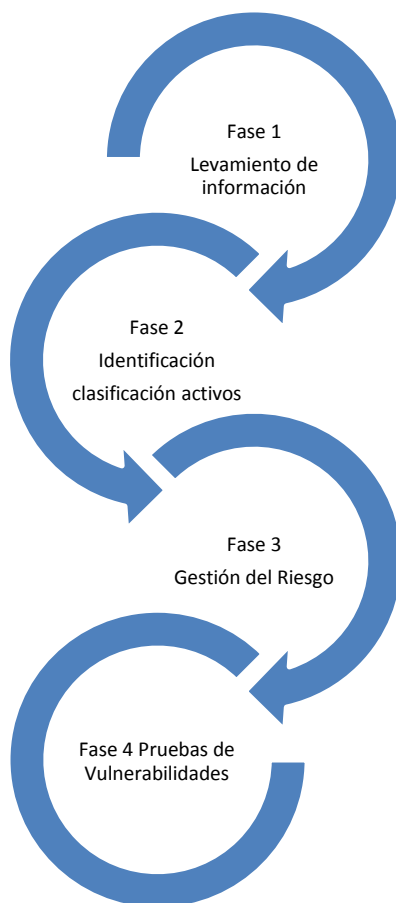 Fase 1
Levamiento de
información
Fase 2
Identificación
clasificación activos
Fase 3
Gestión del Riesgo
Fase 4 Pruebas de
Vulnerabilidades